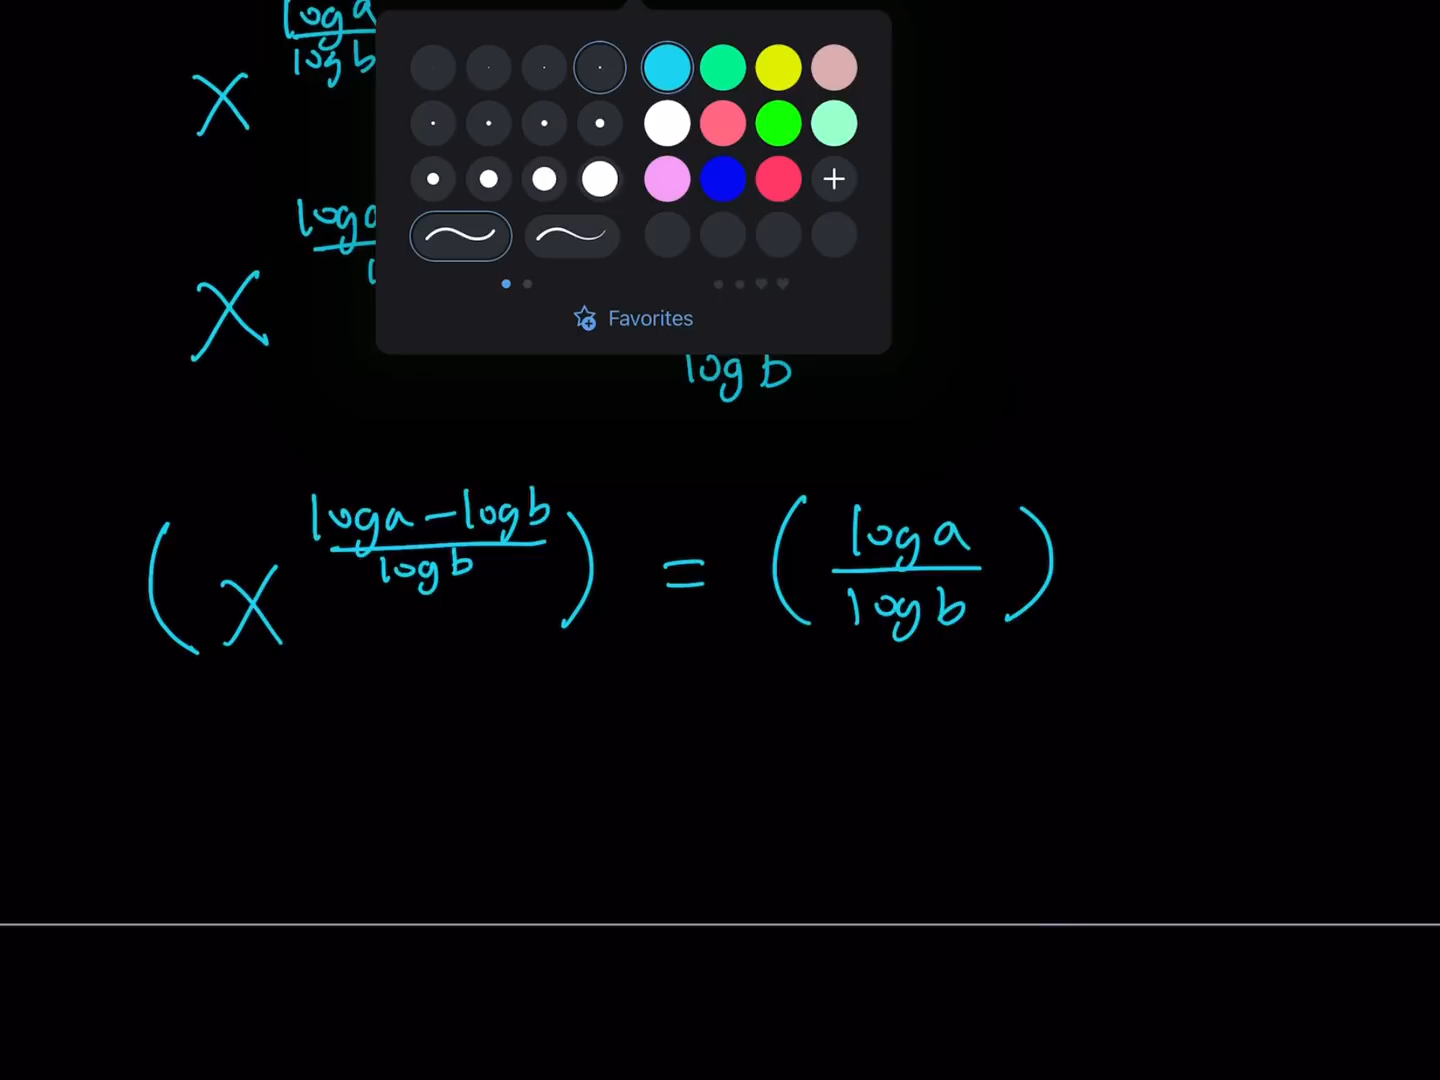 x^(log a / log b)
x^(log a
Favorites
log b
(x^((log a − log b) / log b)) = (log a / log b)